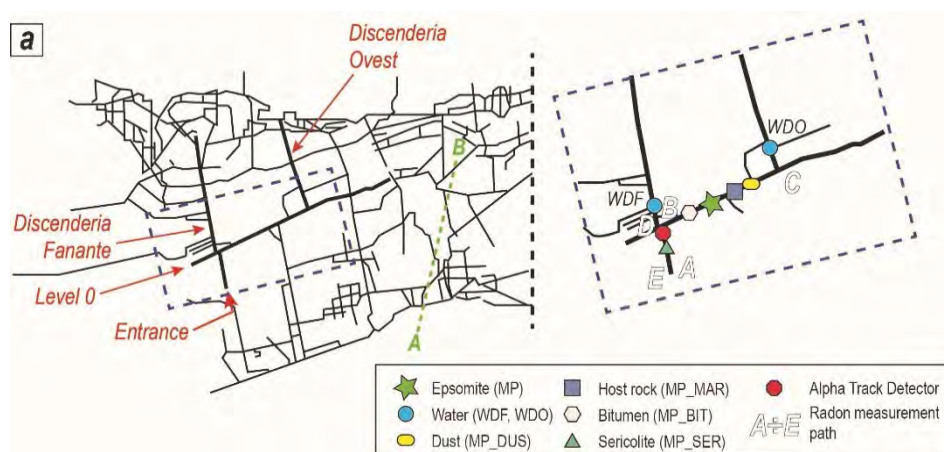 a
Discenderia
Ovest
B
Discenderia
Fanante
Level 0
Entrance
A
WDO
C
WDF
B
D
E
A
Epsomite (MP)
Host rock (MP_MAR)
Alpha Track Detector
Water (WDF, WDO)
Bitumen (MP_BIT)
A÷E
Radon measurement
path
Dust (MP_DUS)
Sericolite (MP_SER)